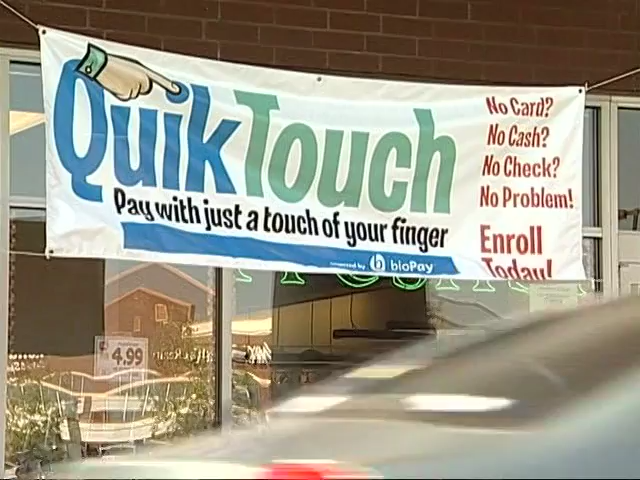 QuikTouch
Pay with just a touch of your finger
powered by b bioPay
No Card?
No Cash?
No Check?
No Problem!
Enroll
Today!
4.99